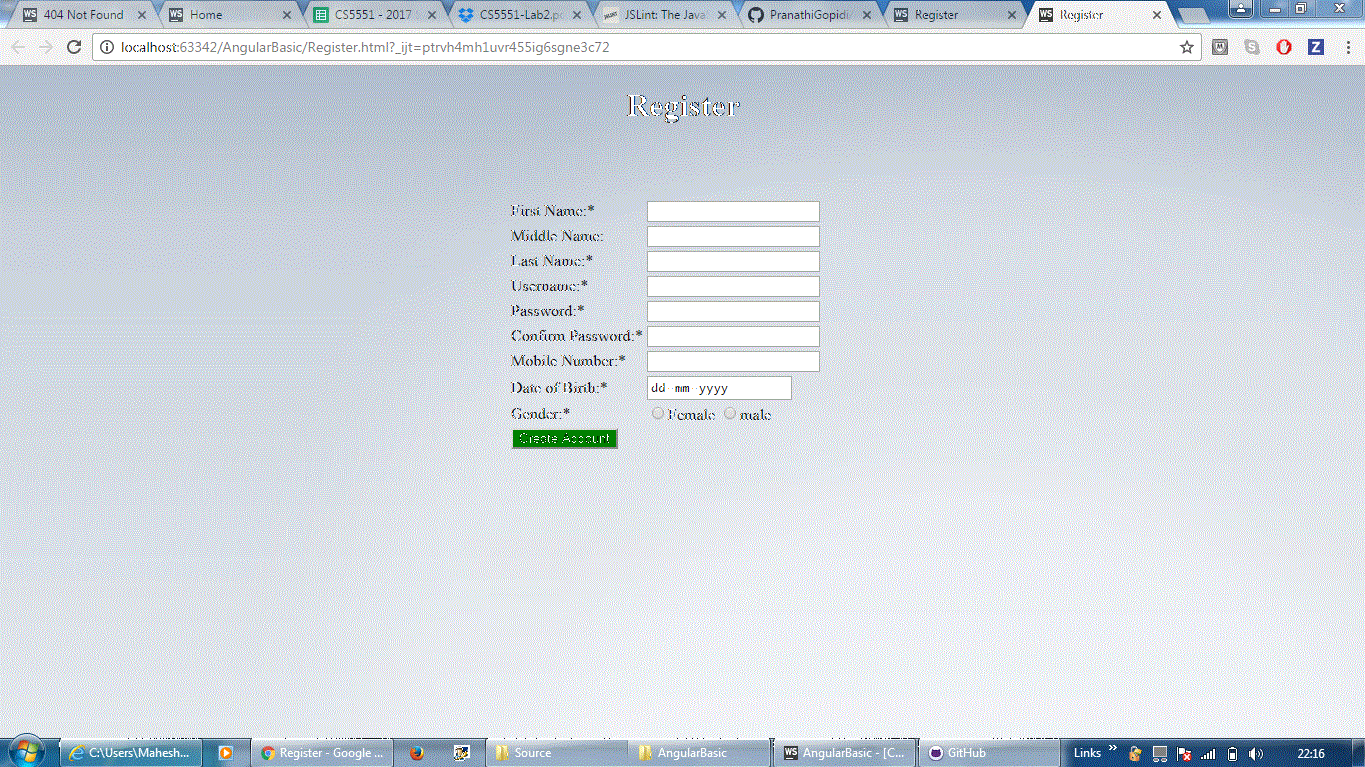 404 Not Found
Home
CS5551 - 2017
CS5551-Lab2.p
JSLint: The Java
PranathiGopidi
Register
Register
localhost:63342/AngularBasic/Register.html?_ijt=ptrvh4mh1uvr455ig6sgne3c72
Register
First Name:*
Middle Name:
Last Name:*
Username:*
Password:*
Confirm Password:*
Mobile Number:*
Date of Birth:* dd-mm-yyyy
Gender:* Female male
Create Account
C:\Users\Mahesh... Register - Google ... Source AngularBasic AngularBasic - [C... GitHub Links » 22:16